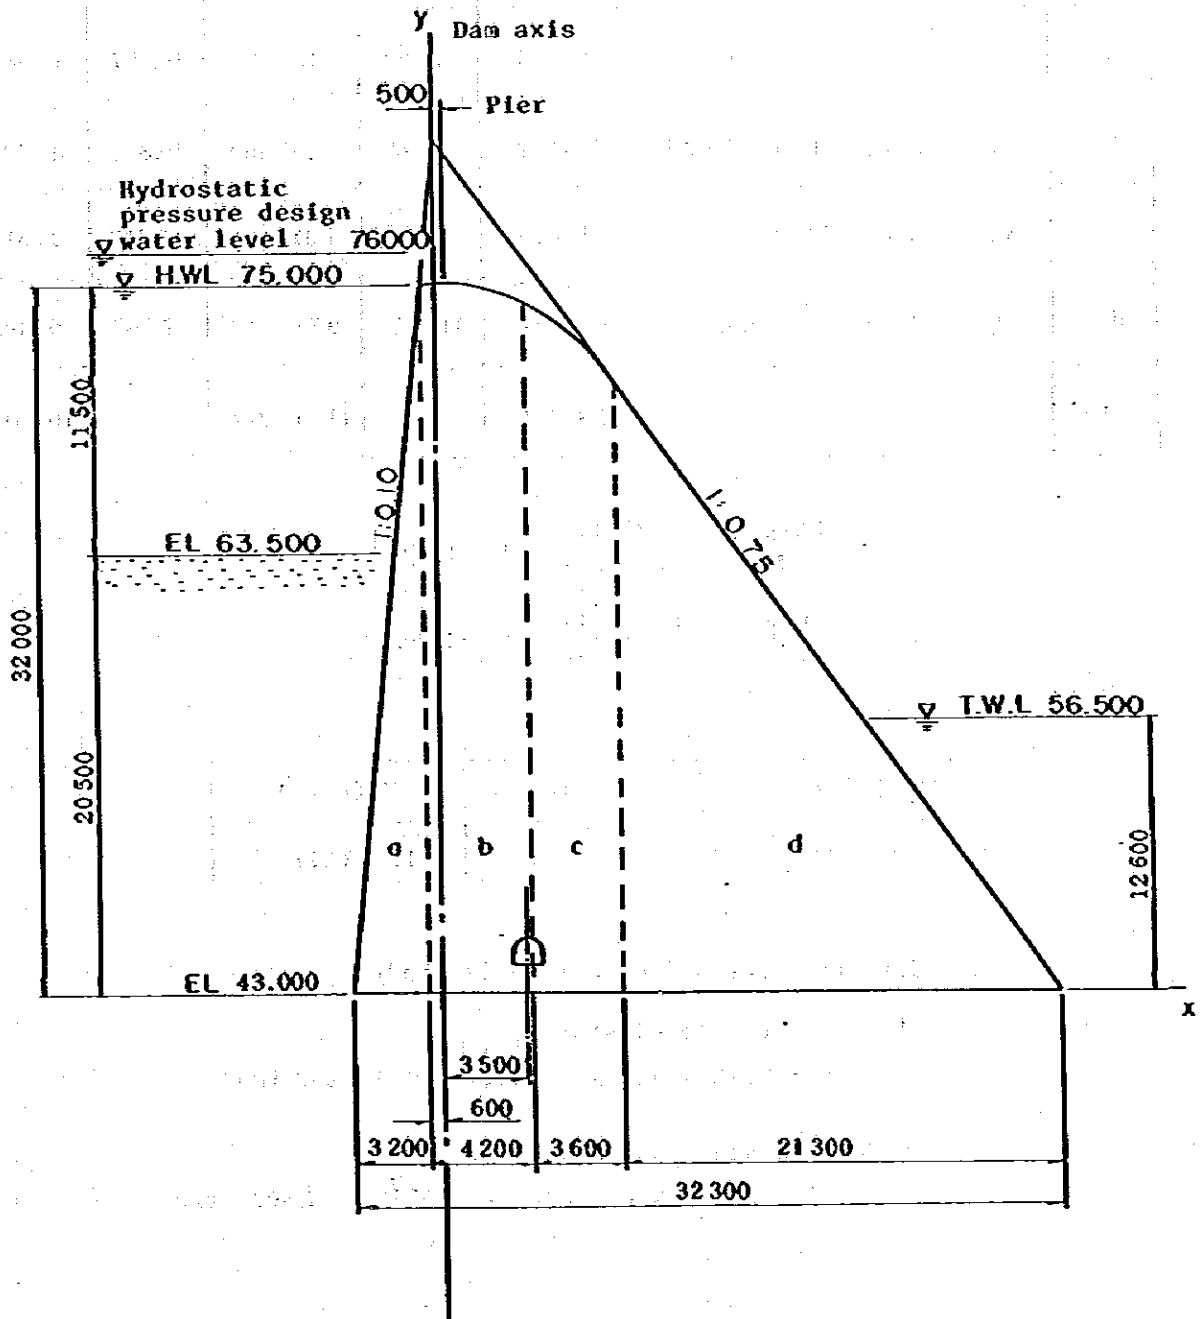 y
Dam axis
500
Pier
Hydrostatic
pressure design
water level 76000
H.WL 75.000
11500
1:0.10
EL 63.500
1:0.75
32000
T.W.L 56.500
20500
12600
a
b
c
d
EL 43.000
x
3500
600
3200
4200
3600
21300
32300